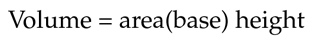 Volume = area(base) height